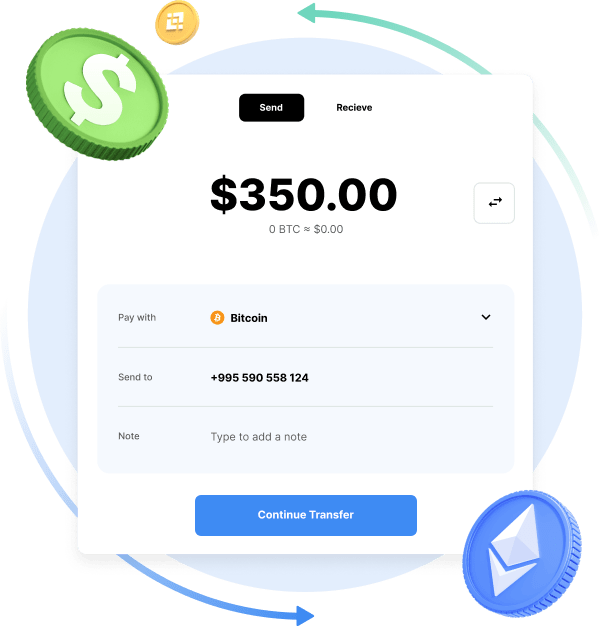 Send
Recieve
$350.00
0 BTC ≈ $0.00
Pay with
Bitcoin
Send to
+995 590 558 124
Note
Type to add a note
Continue Transfer